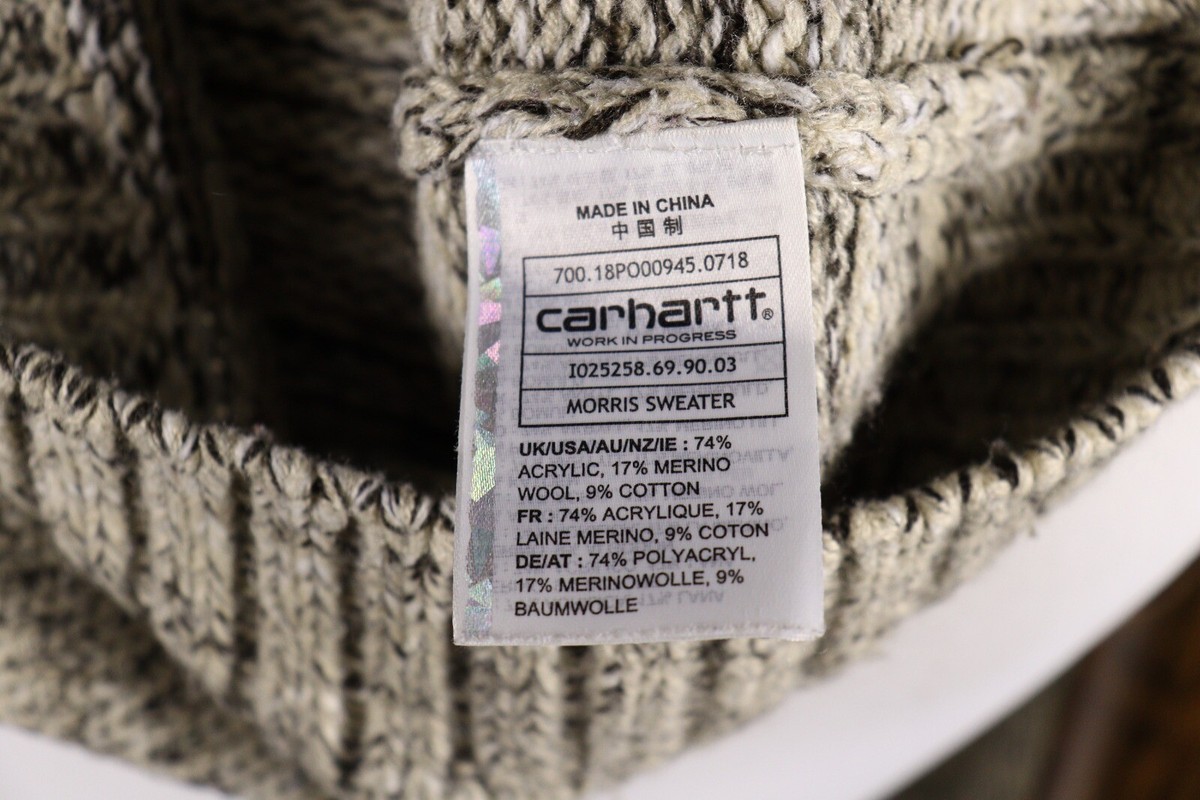 MADE IN CHINA
中国制
700.18PO00945.0718
carhartt®
WORK IN PROGRESS
I025258.69.90.03
MORRIS SWEATER
UK/USA/AU/NZ/IE : 74%
ACRYLIC, 17% MERINO
WOOL, 9% COTTON
FR : 74% ACRYLIQUE, 17%
LAINE MERINO, 9% COTON
DE/AT : 74% POLYACRYL,
17% MERINOWOLLE, 9%
BAUMWOLLE